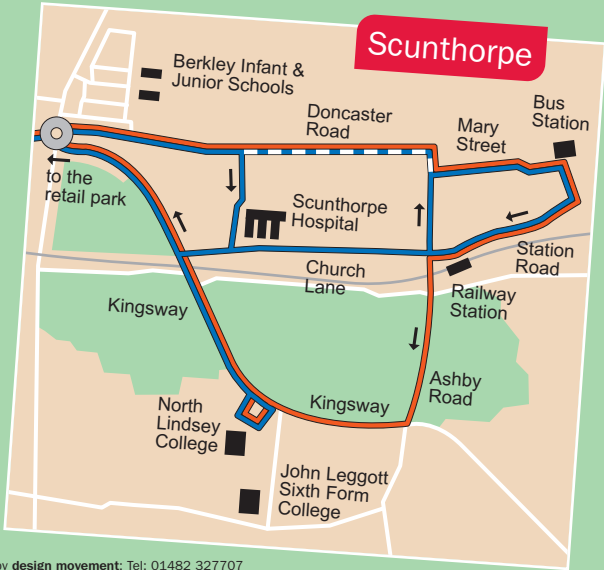 Scunthorpe
Berkley Infant &
Junior Schools
Doncaster
Road
Mary
Street
Bus
Station
to the
retail park
Scunthorpe
Hospital
Station
Road
Church
Lane
Railway
Station
Kingsway
Kingsway
Ashby
Road
North
Lindsey
College
John Leggott
Sixth Form
College
by design movement: Tel: 01482 327707